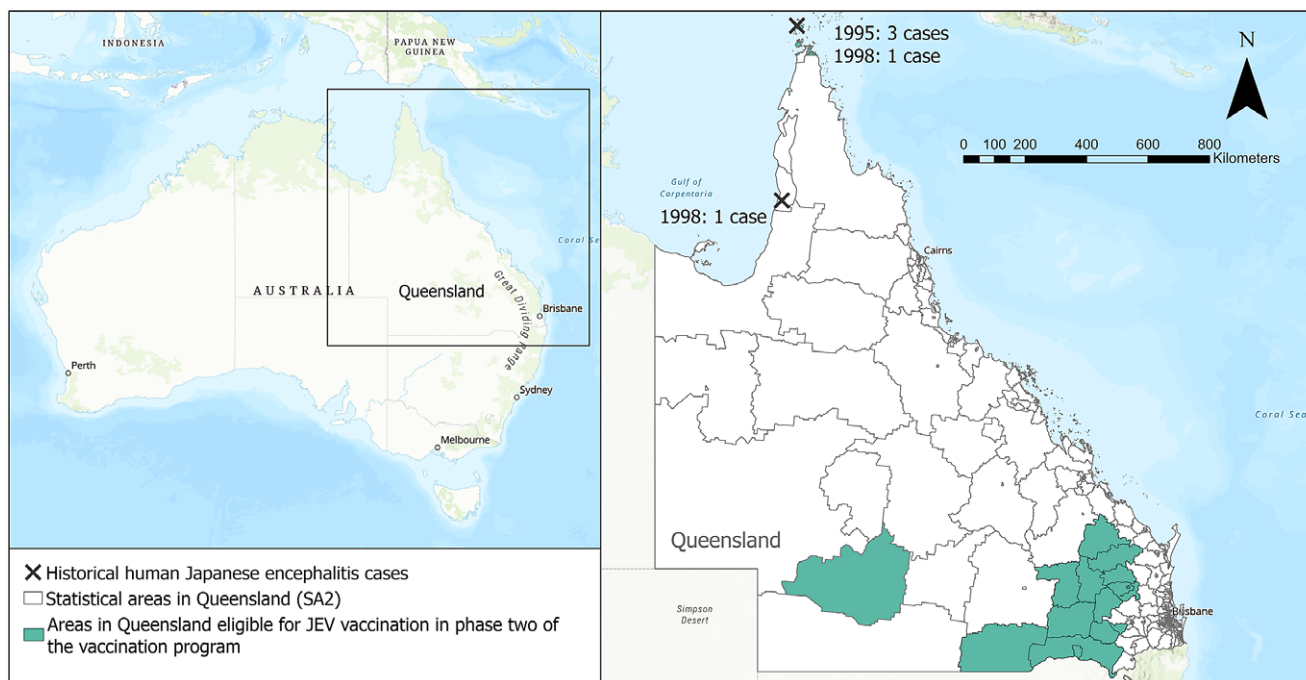 INDONESIA
PAPUA NEW
GUINEA
Coral Sea
AUSTRALIA
Queensland
Great Dividing Range
Brisbane
Perth
Sydney
Melbourne
Historical human Japanese encephalitis cases
Statistical areas in Queensland (SA2)
Areas in Queensland eligible for JEV vaccination in phase two of
the vaccination program
1995: 3 cases
1998: 1 case
N
0 100 200 400 600 800
Kilometers
Gulf of
Carpentaria
1998: 1 case
Cairns
Coral Sea
Queensland
Simpson
Desert
Brisbane